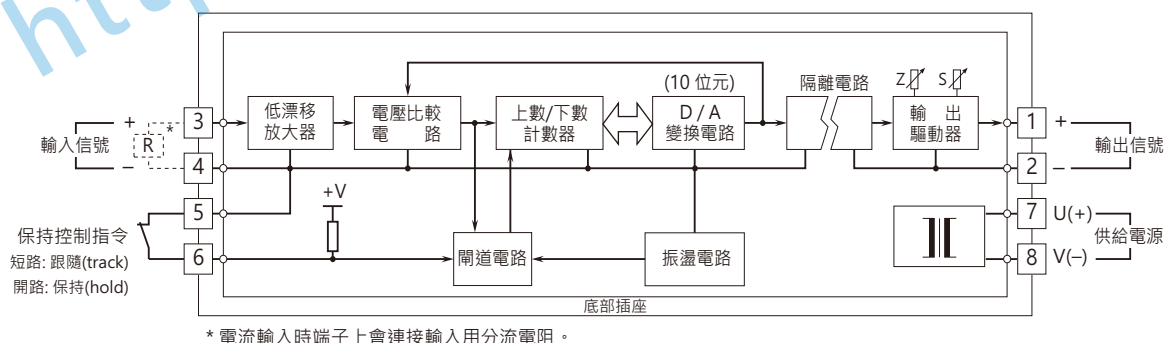 (10 位元)
隔離電路
Z
S
低漂移
放大器
電壓比較
電 路
上數/下數
計數器
D / A
變換電路
輸 出
驅動器
輸入信號
+
–
R
*
3
4
5
6
1
2
7
8
+
–
輸出信號
U(+)
V(–)
供給電源
+V
保持控制指令
短路: 跟隨(track)
開路: 保持(hold)
閘道電路
振盪電路
底部插座
* 電流輸入時端子上會連接輸入用分流電阻。